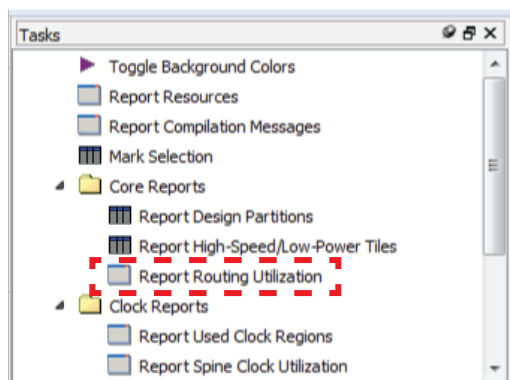 Tasks
Toggle Background Colors
Report Resources
Report Compilation Messages
Mark Selection
Core Reports
Report Design Partitions
Report High-Speed/Low-Power Tiles
Report Routing Utilization
Clock Reports
Report Used Clock Regions
Report Spine Clock Utilization